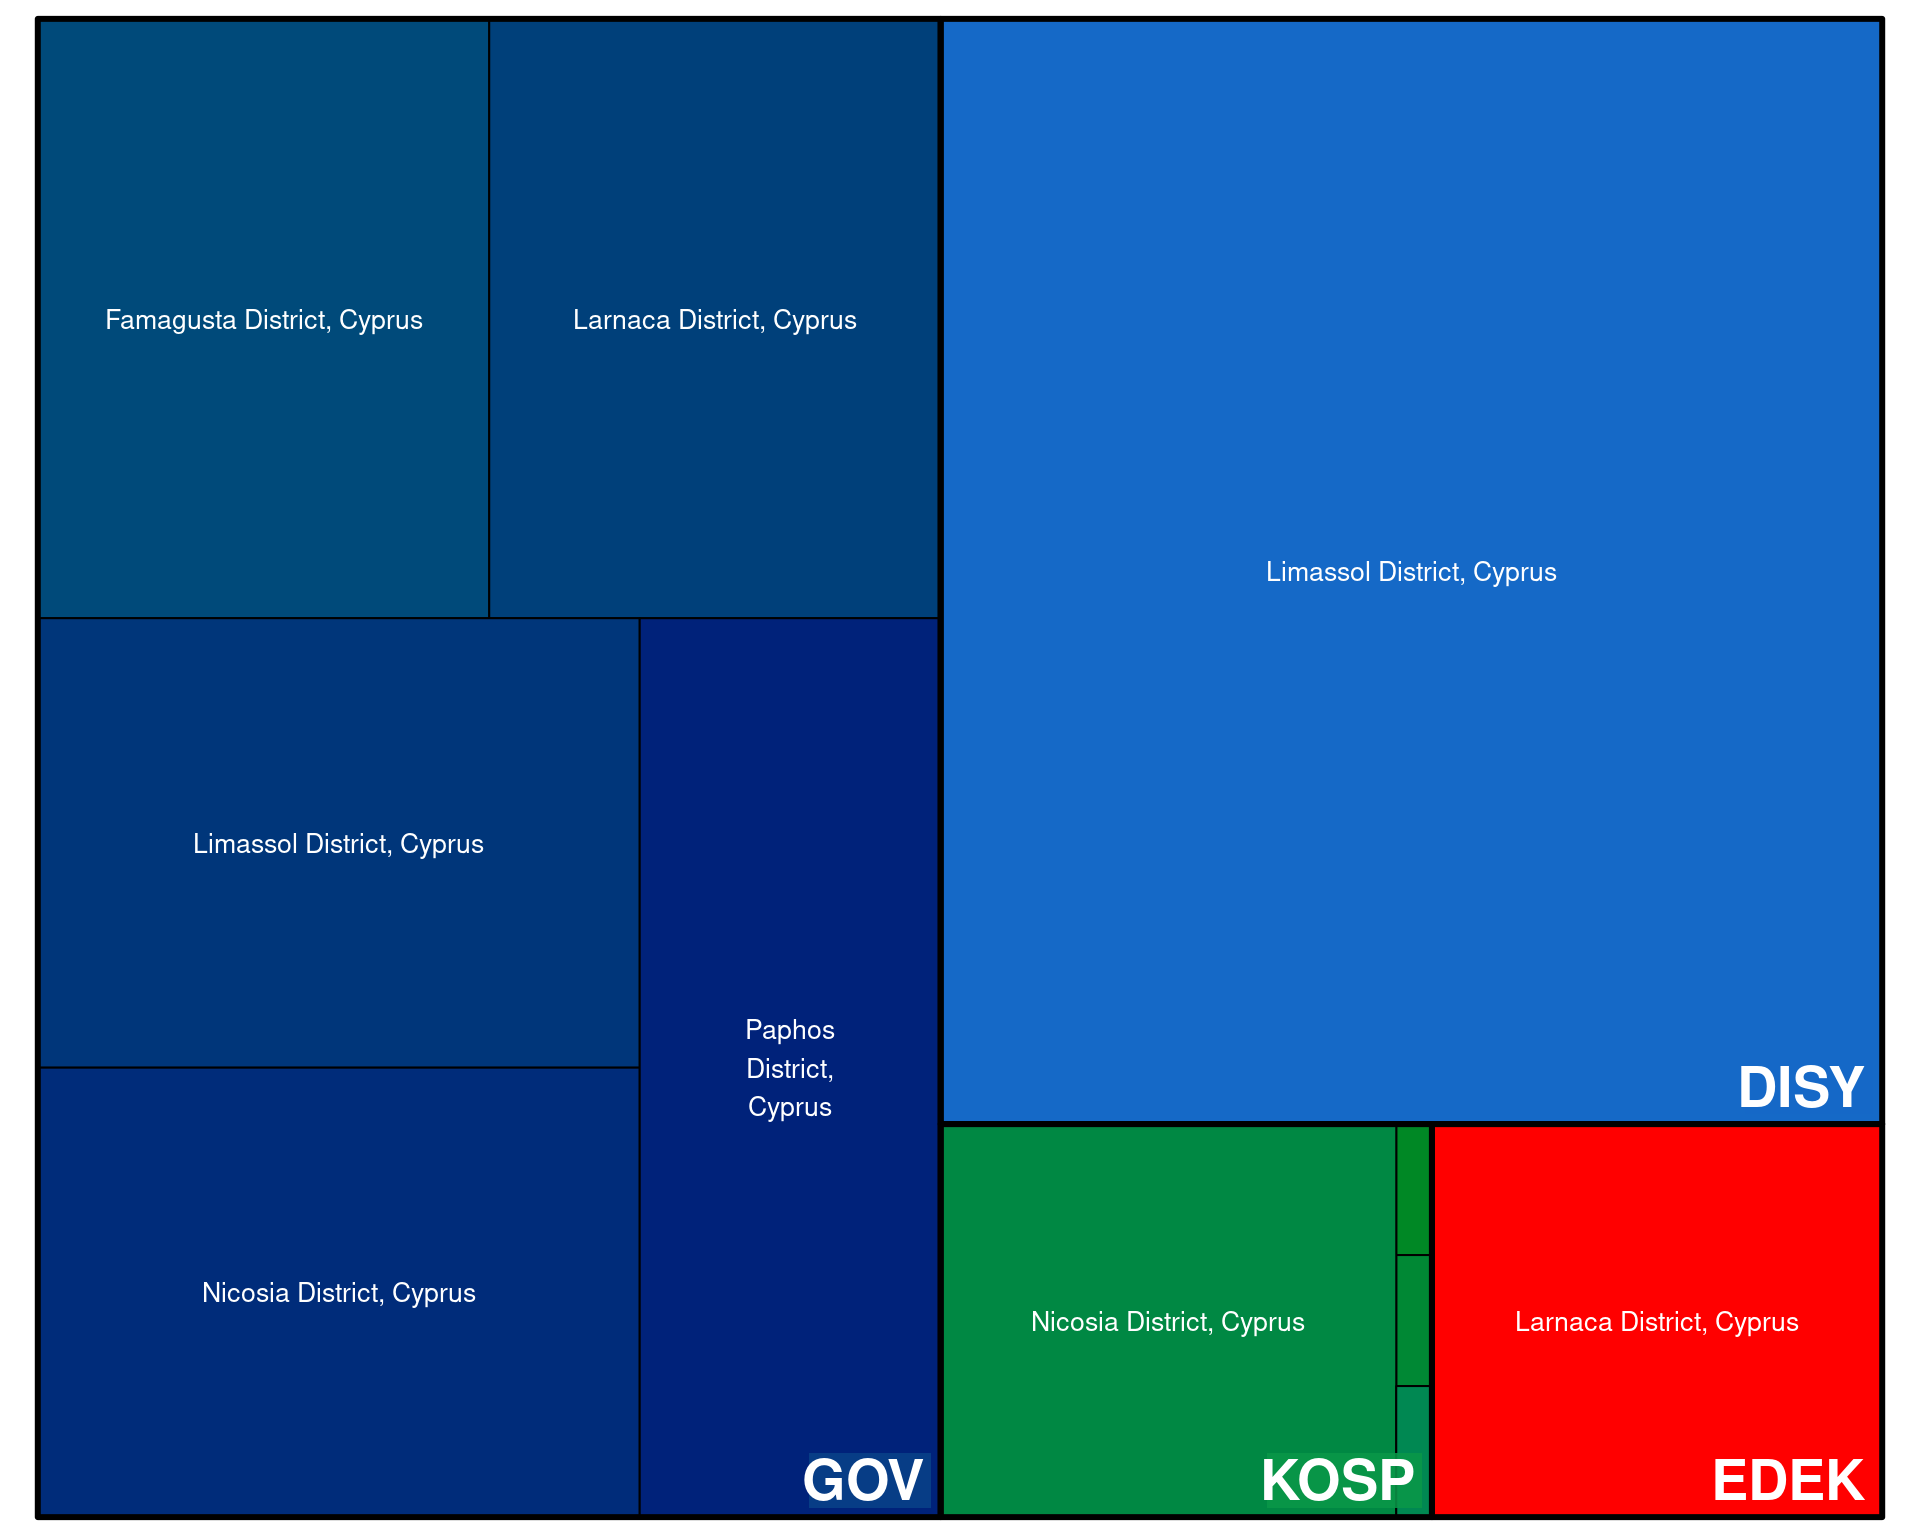 Famagusta District, Cyprus
Larnaca District, Cyprus
Limassol District, Cyprus
Nicosia District, Cyprus
Paphos
District,
Cyprus
GOV
Limassol District, Cyprus
DISY
Nicosia District, Cyprus
KOSP
Larnaca District, Cyprus
EDEK